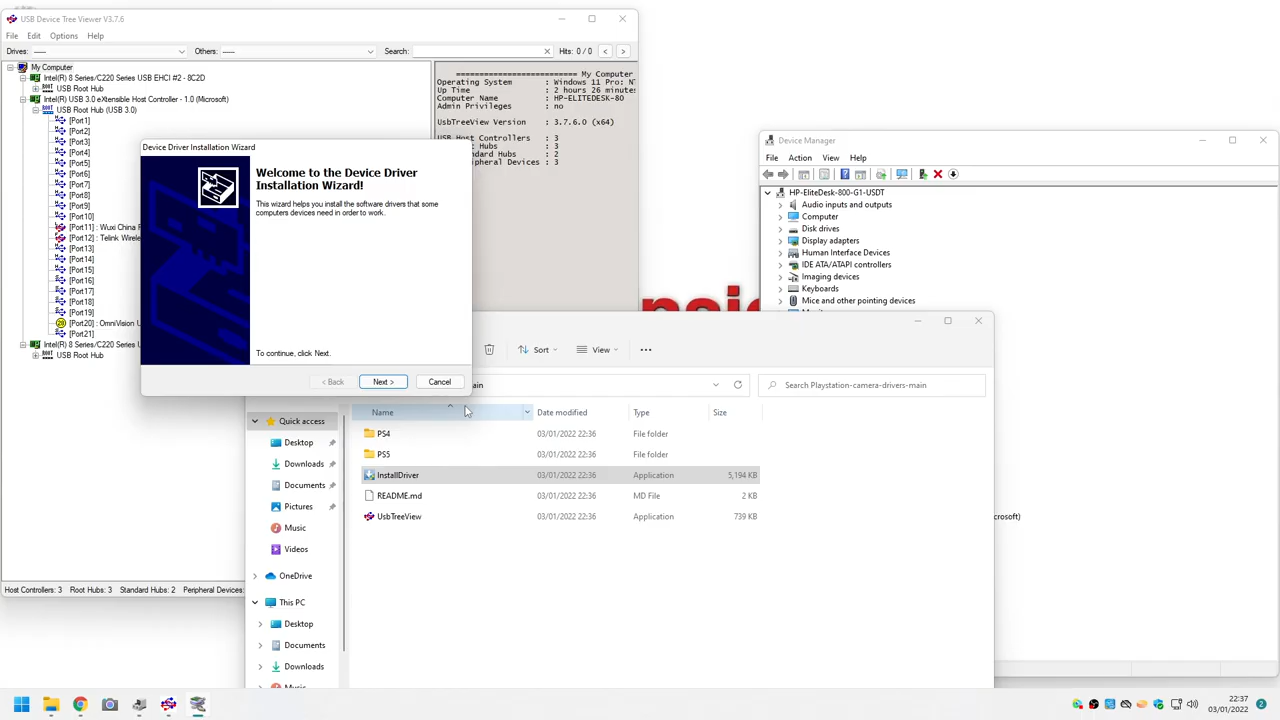 USB Device Tree Viewer V3.7.6
File Edit Options Help
Drives: ---- Others: ---- Search: Hits: 0 / 0 < >
My Computer
Intel(R) 8 Series/C220 Series USB EHCI #2 - 8C2D
USB Root Hub
Intel(R) USB 3.0 eXtensible Host Controller - 1.0 (Microsoft)
USB Root Hub (USB 3.0)
[Port1]
[Port2]
[Port3]
[Port4]
[Port5]
[Port6]
[Port7]
[Port8]
[Port9]
[Port10]
[Port11] : Wuxi China
[Port12] : Telink Wirele
[Port13]
[Port14]
[Port15]
[Port16]
[Port17]
[Port18]
[Port19]
[Port20] : OmniVision U
[Port21]
Intel(R) 8 Series/C220 Series
USB Root Hub
Host Controllers: 3 Root Hubs: 3 Standard Hubs: 2 Peripheral Devices:
========================= My Computer
Operating System : Windows 11 Pro:
Up Time : 2 hours 26 minute
Computer Name : HP-ELITEDESK-80
Admin Privileges : no
UsbTreeView Version : 3.7.6.0 (x64)
USB Host Controllers : 3
t Hubs : 3
dard Hubs : 2
pheral Devices : 3
Device Driver Installation Wizard
Welcome to the Device Driver
Installation Wizard!
This wizard helps you install the software drivers that some
computers devices need in order to work.
To continue, click Next.
< Back Next > Cancel
Device Manager
File Action View Help
HP-EliteDesk-800-G1-USDT
Audio inputs and outputs
Computer
Disk drives
Display adapters
Human Interface Devices
IDE ATA/ATAPI controllers
Imaging devices
Keyboards
Mice and other pointing devices
crosoft)
nsid
Sort View ...
ain
Search Playstation-camera-drivers-main
Name Date modified Type Size
PS4 03/01/2022 22:36 File folder
PS5 03/01/2022 22:36 File folder
InstallDriver 03/01/2022 22:36 Application 5,194 KB
README.md 03/01/2022 22:36 MD File 2 KB
UsbTreeView 03/01/2022 22:36 Application 739 KB
Quick access
Desktop
Downloads
Documents
Pictures
Music
Videos
OneDrive
This PC
Desktop
Documents
Downloads
Music
22:37
03/01/2022
2